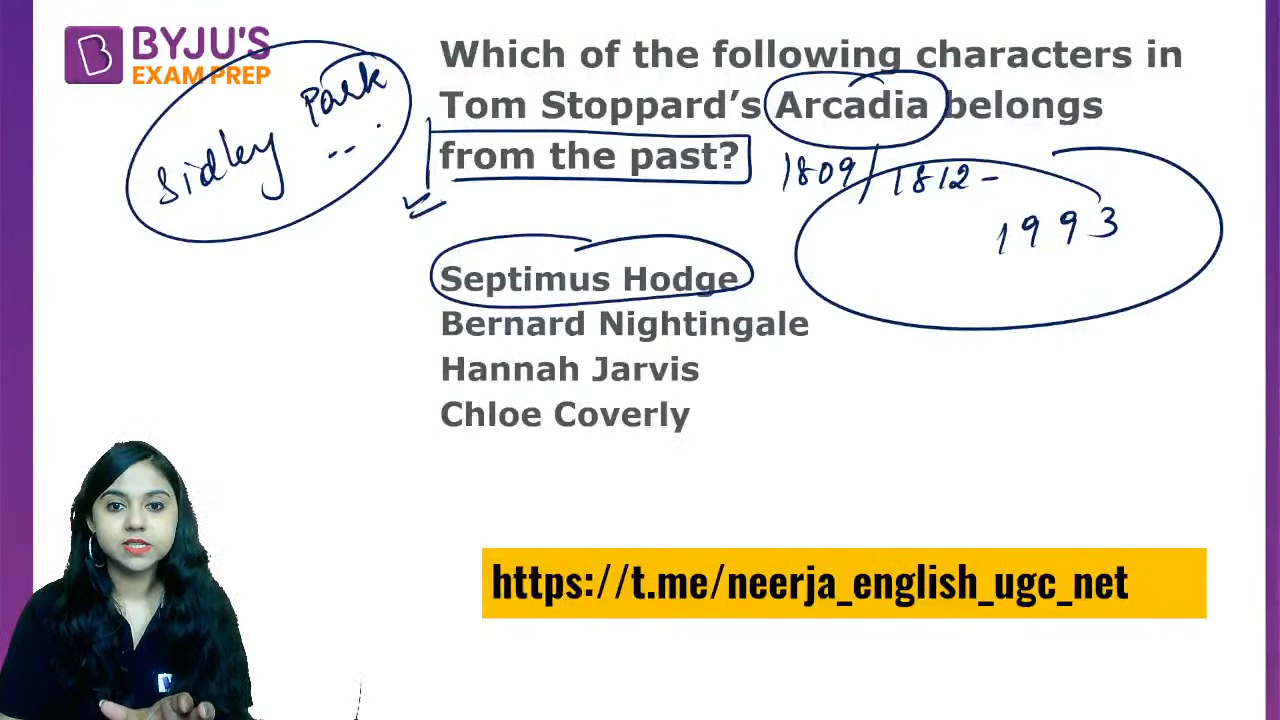 BYJU'S
EXAM PREP
Sidley Park
Which of the following characters in
Tom Stoppard’s Arcadia belongs
from the past?
1809/1812-
1993
Septimus Hodge
Bernard Nightingale
Hannah Jarvis
Chloe Coverly
https://t.me/neerja_english_ugc_net